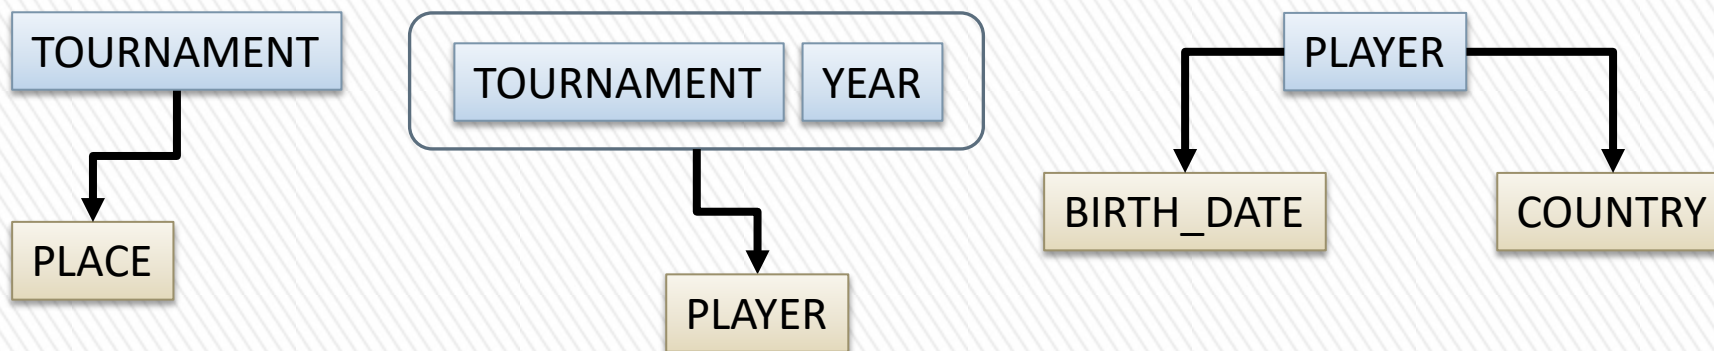 TOURNAMENT
PLACE
TOURNAMENT YEAR
PLAYER
PLAYER
BIRTH_DATE
COUNTRY